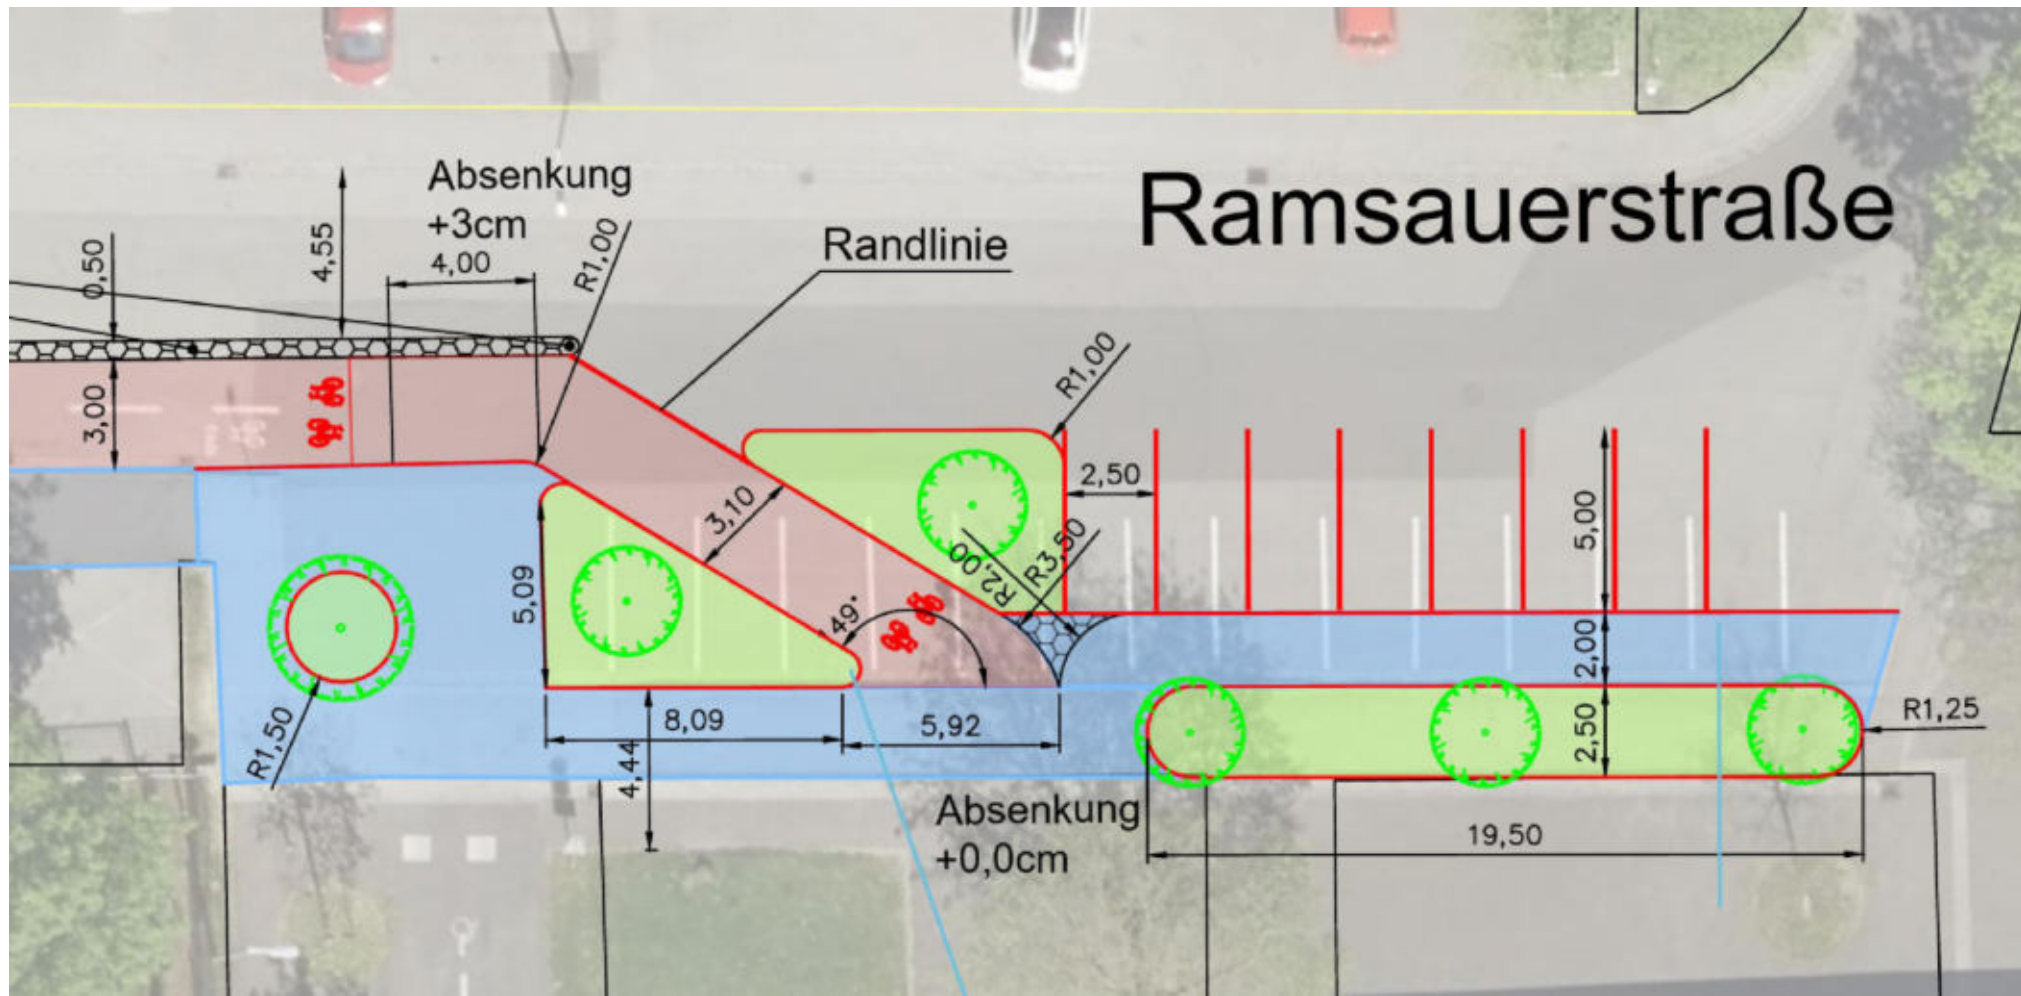 Ramsauerstraße
Absenkung
+3cm
4,00
4,55
0,50
R1,00
Randlinie
3,00
R1,00
2,50
3,10
5,00
R2,00
R3,50
5,09
49°
2,00
R1,50
8,09
5,92
2,50
R1,25
4,44
Absenkung
+0,0cm
19,50